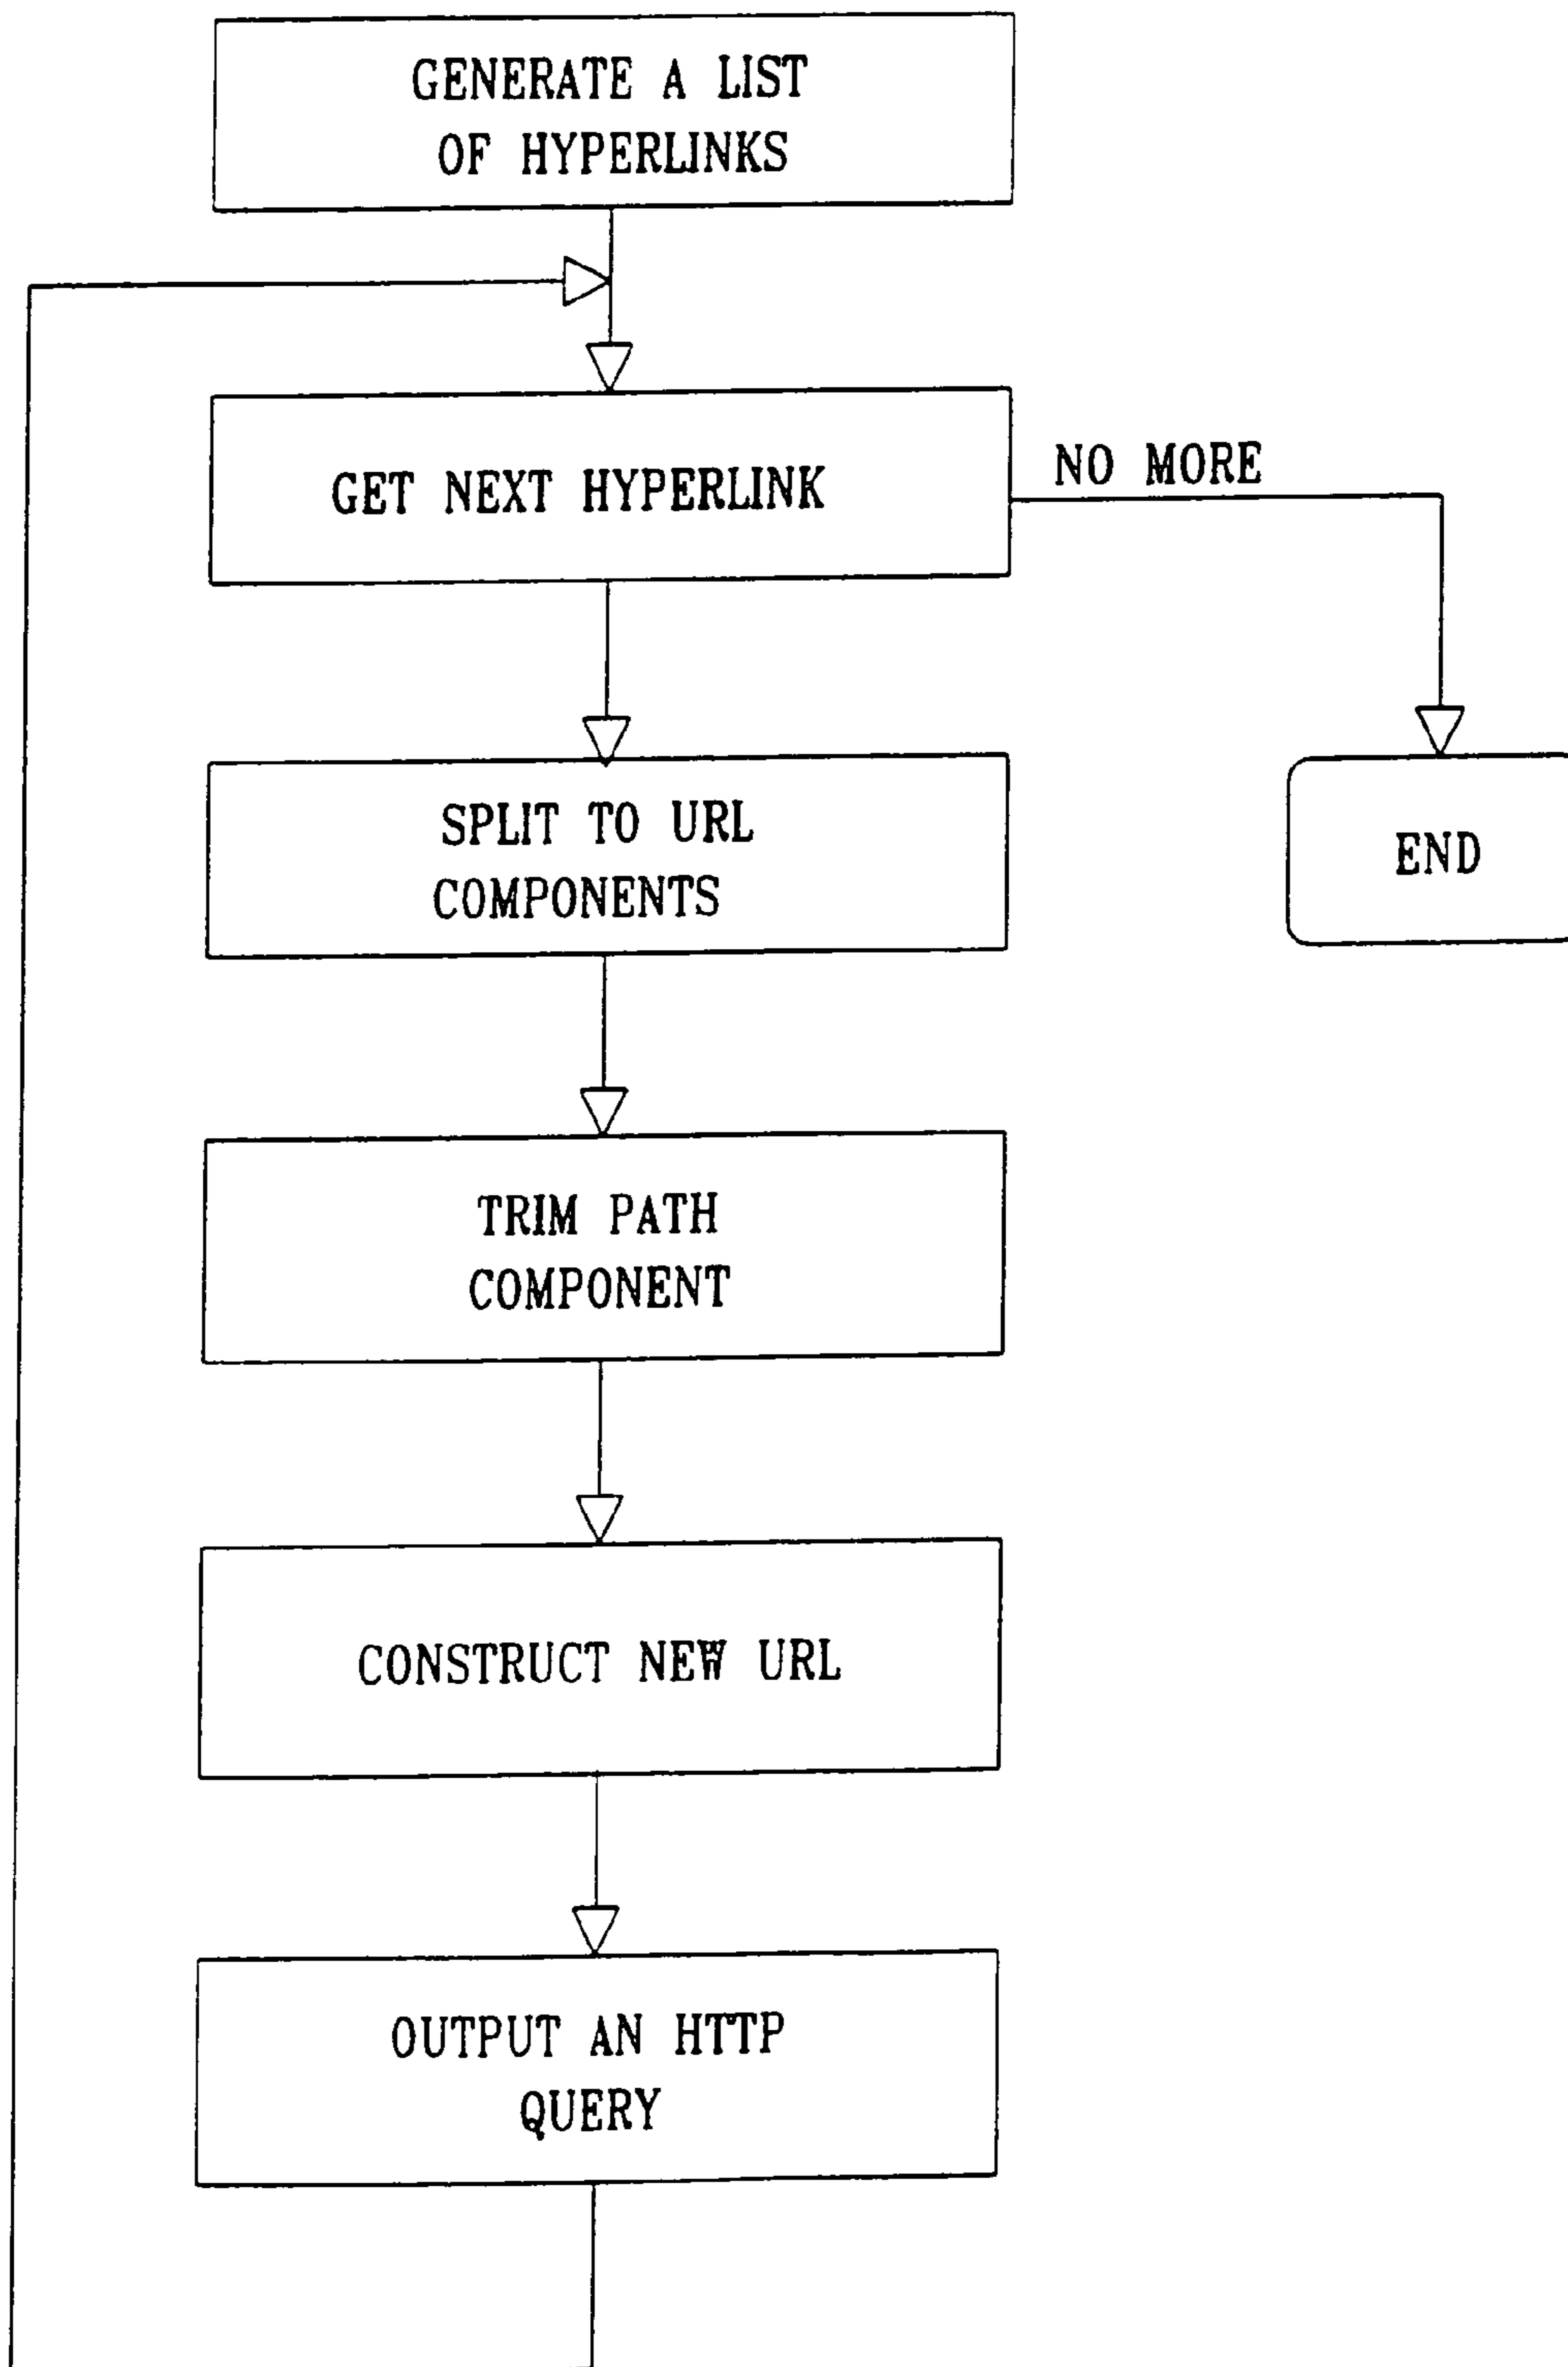 GENERATE A LIST
OF HYPERLINKS
GET NEXT HYPERLINK
NO MORE
SPLIT TO URL
COMPONENTS
END
TRIM PATH
COMPONENT
CONSTRUCT NEW URL
OUTPUT AN HTTP
QUERY